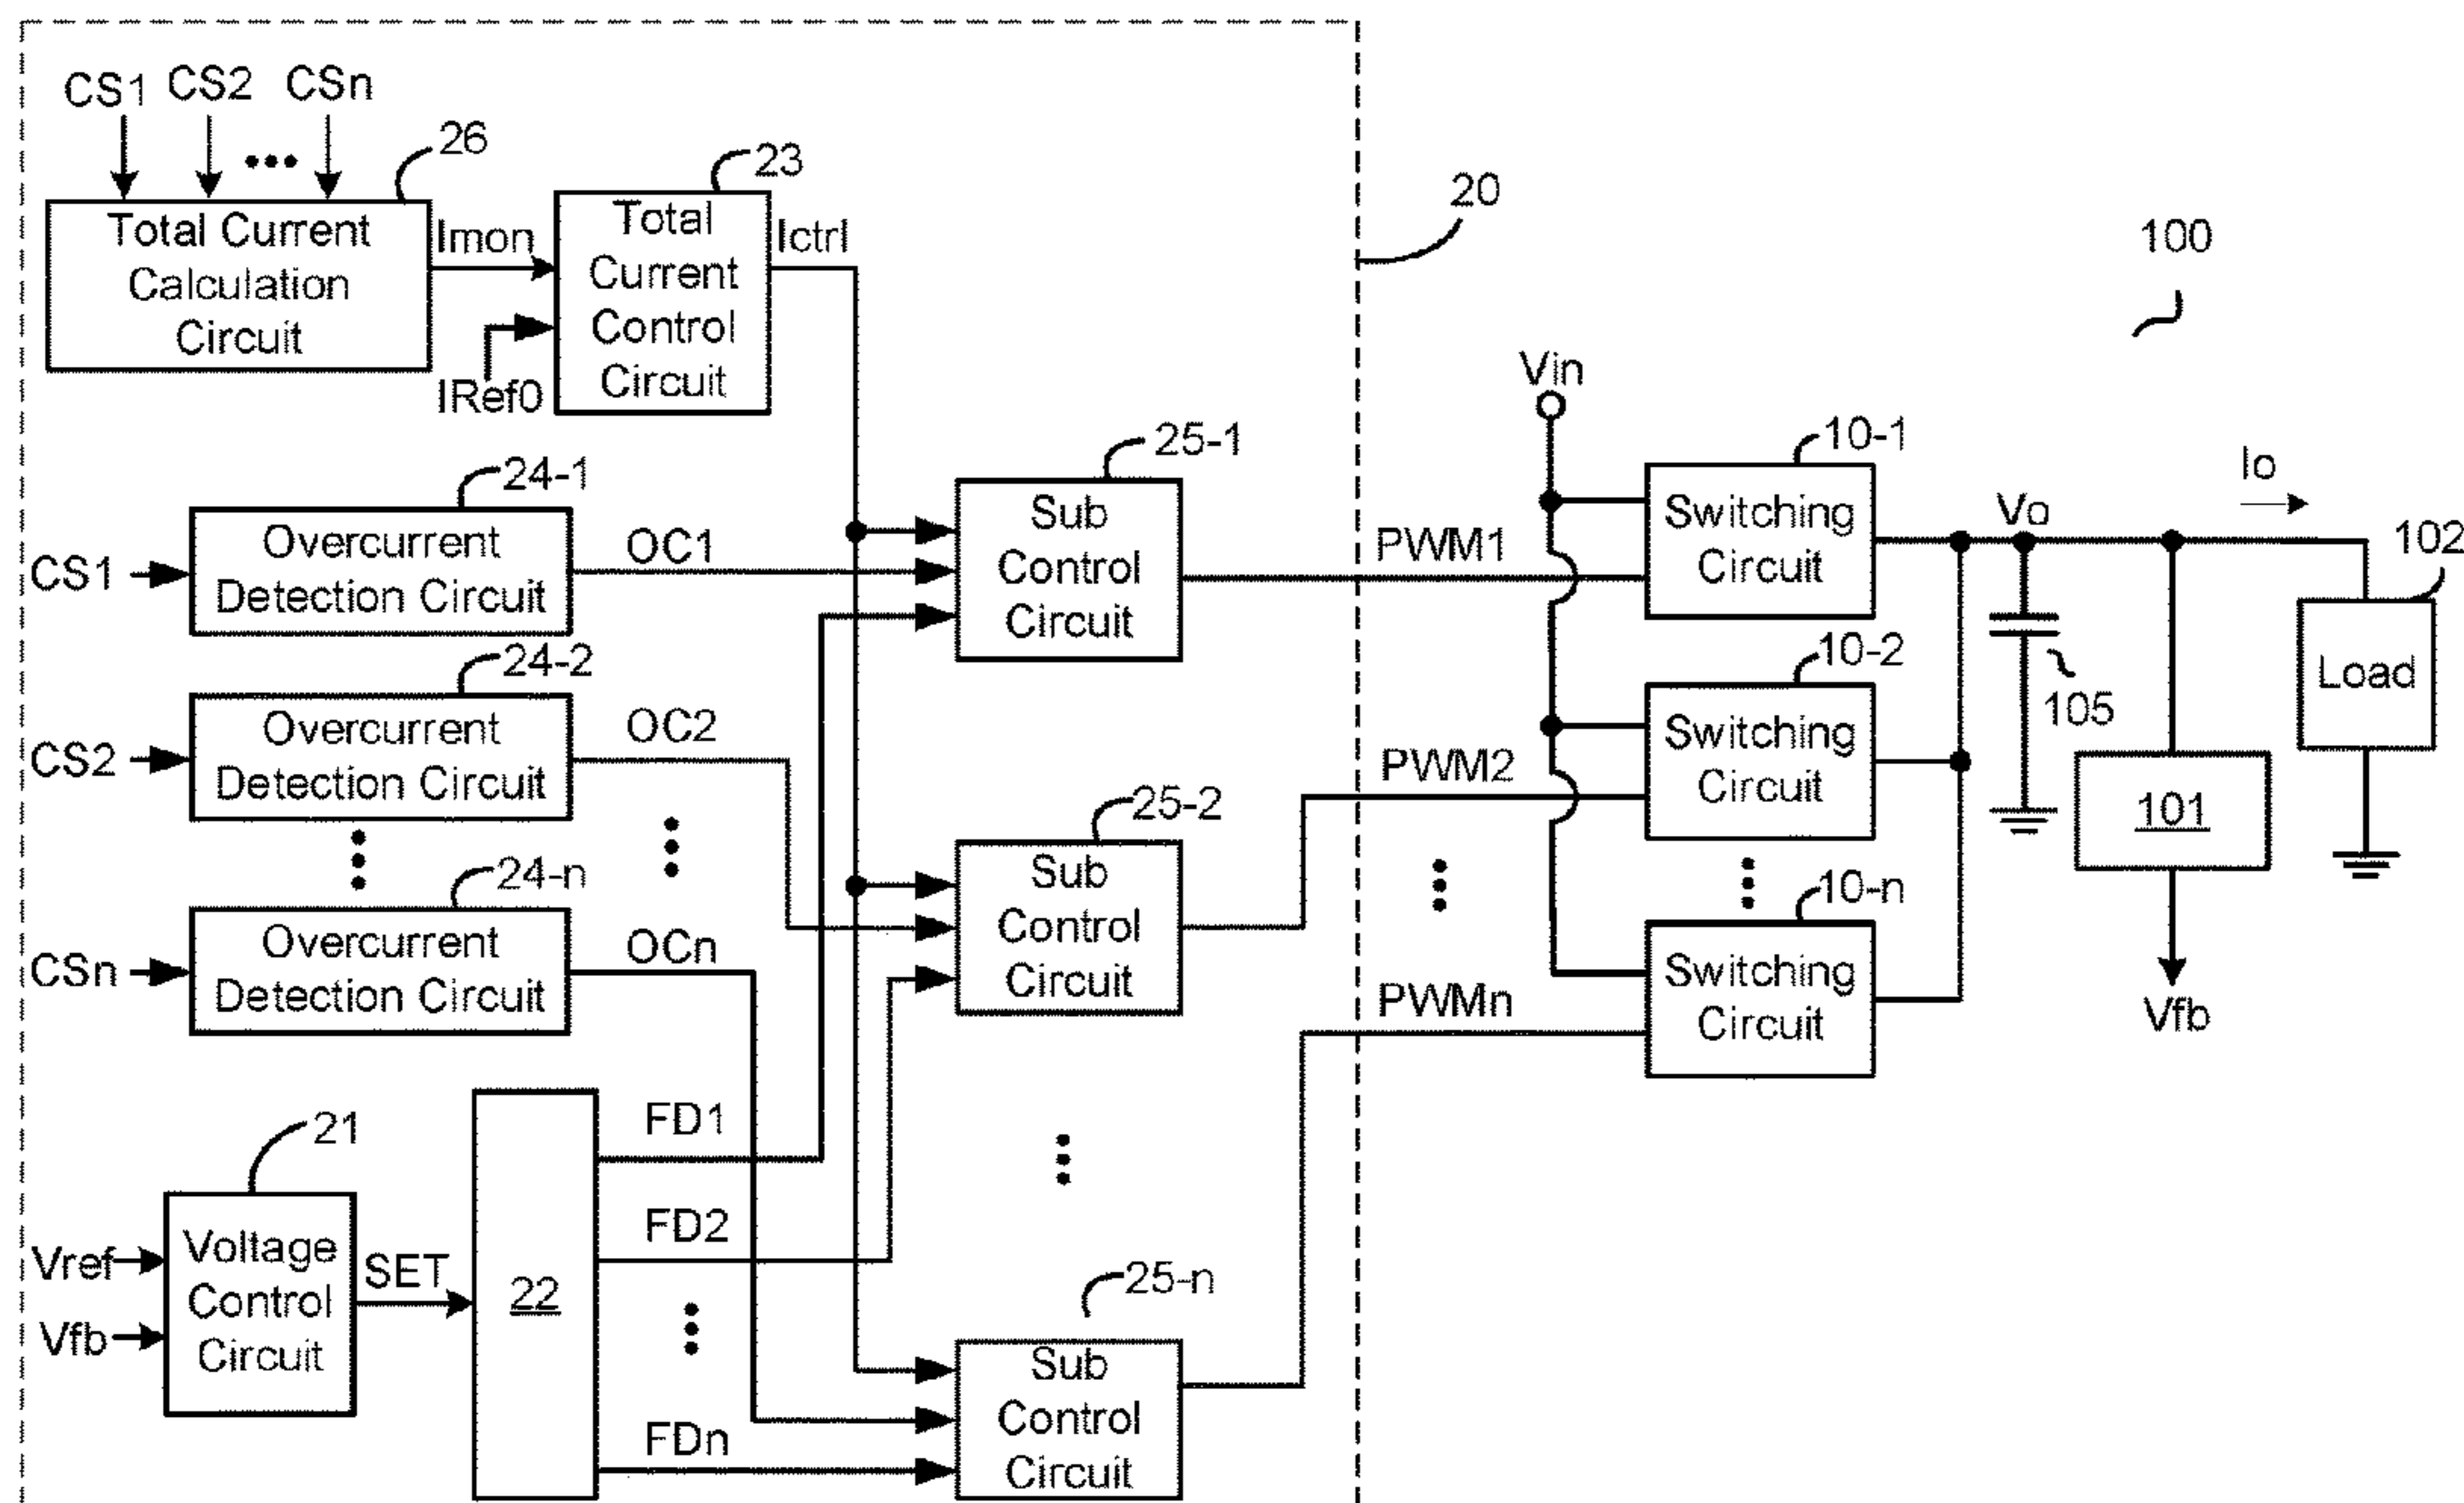 CS1 CS2 CSn
26
Total Current
Calculation
Circuit
Imon
IRef0
23
Total
Current
Control
Circuit
Ictrl
20
100
24-1
CS1
Overcurrent
Detection Circuit
OC1
24-2
CS2
Overcurrent
Detection Circuit
OC2
24-n
CSn
Overcurrent
Detection Circuit
OCn
21
Vref
Vfb
Voltage
Control
Circuit
SET
22
FD1
FD2
FDn
25-1
Sub
Control
Circuit
25-2
Sub
Control
Circuit
25-n
Sub
Control
Circuit
PWM1
PWM2
PWMn
Vin
10-1
Switching
Circuit
10-2
Switching
Circuit
10-n
Switching
Circuit
Vo
Io
105
102
Load
101
Vfb